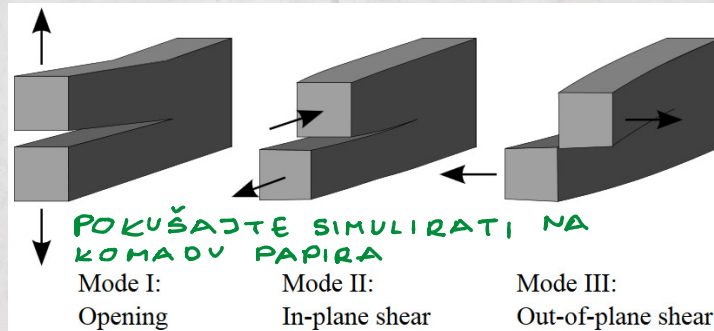 POKUŠAJTE SIMULIRATI NA
KOMADU PAPIRA
Mode I:
Opening
Mode II:
In-plane shear
Mode III:
Out-of-plane shear